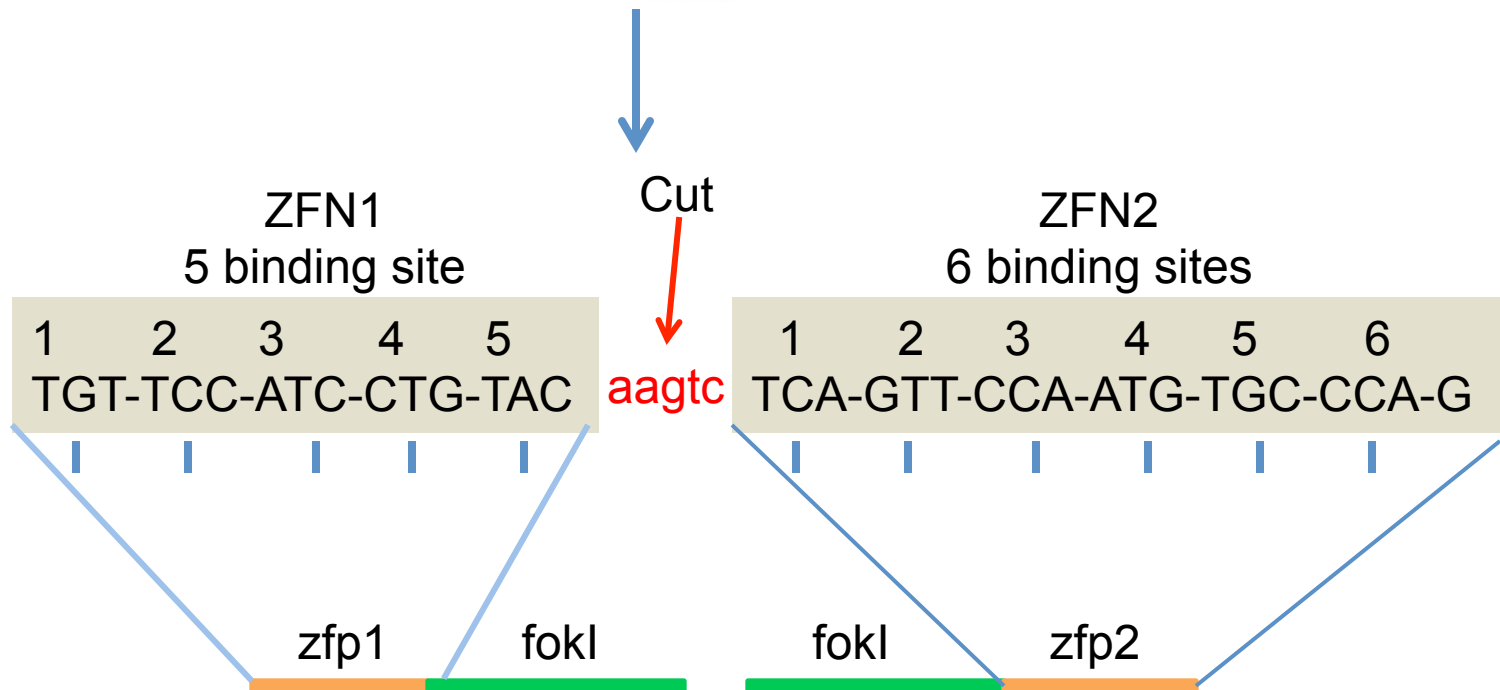 Cut
ZFN1
5 binding site
ZFN2
6 binding sites
1 2 3 4 5
TGT-TCC-ATC-CTG-TAC
aagtc
1 2 3 4 5 6
TCA-GTT-CCA-ATG-TGC-CCA-G
zfp1 fokI
fokI zfp2